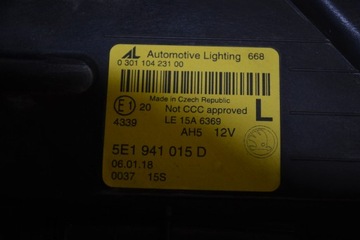 AL Automotive Lighting 668
0 301 104 231 00
Made in Czech Republic
E1 20 Not CCC approved L
4339 LE 15A 6369
AH5 12V
5E1 941 015 D
06.01.18
0037 15S